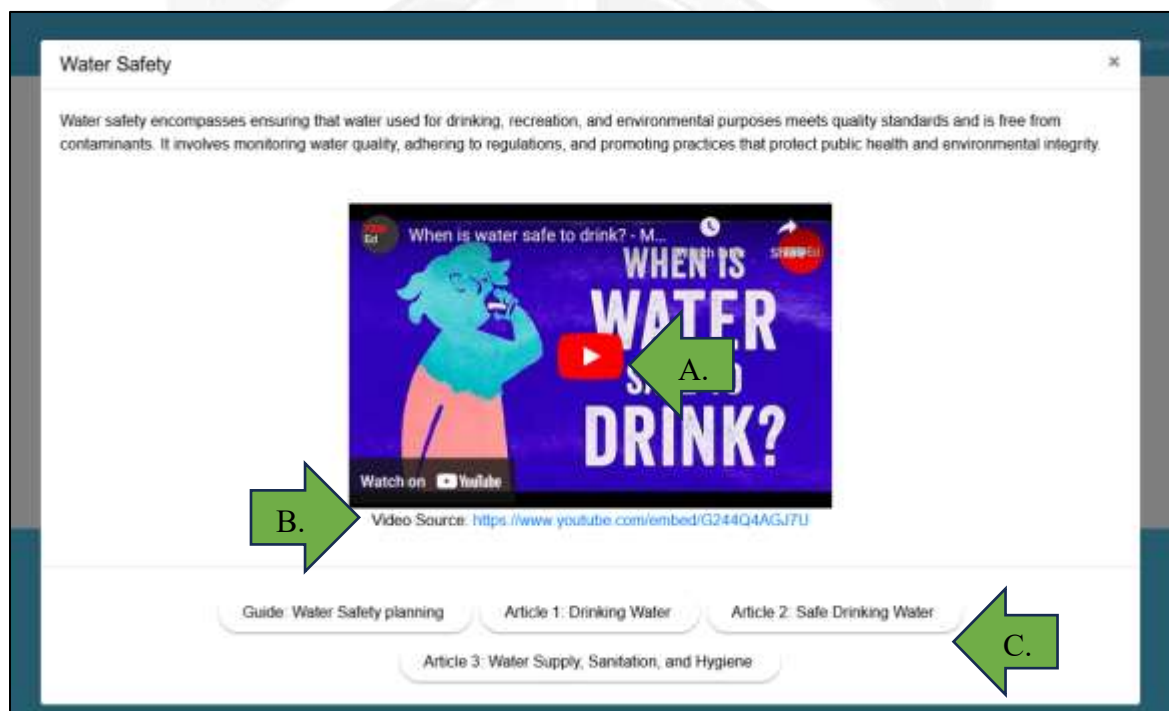 Water Safety ×
Water safety encompasses ensuring that water used for drinking, recreation, and environmental purposes meets quality standards and is free from
contaminants. It involves monitoring water quality, adhering to regulations, and promoting practices that protect public health and environmental integrity.
Ed When is water safe to drink? - M...
WHEN IS
WATER
A.
DRINK?
Watch on YouTube
B.
Video Source: https://www.youtube.com/embed/G244Q4AGJ7U
Guide: Water Safety planning Article 1: Drinking Water Article 2: Safe Drinking Water
C.
Article 3: Water Supply, Sanitation, and Hygiene